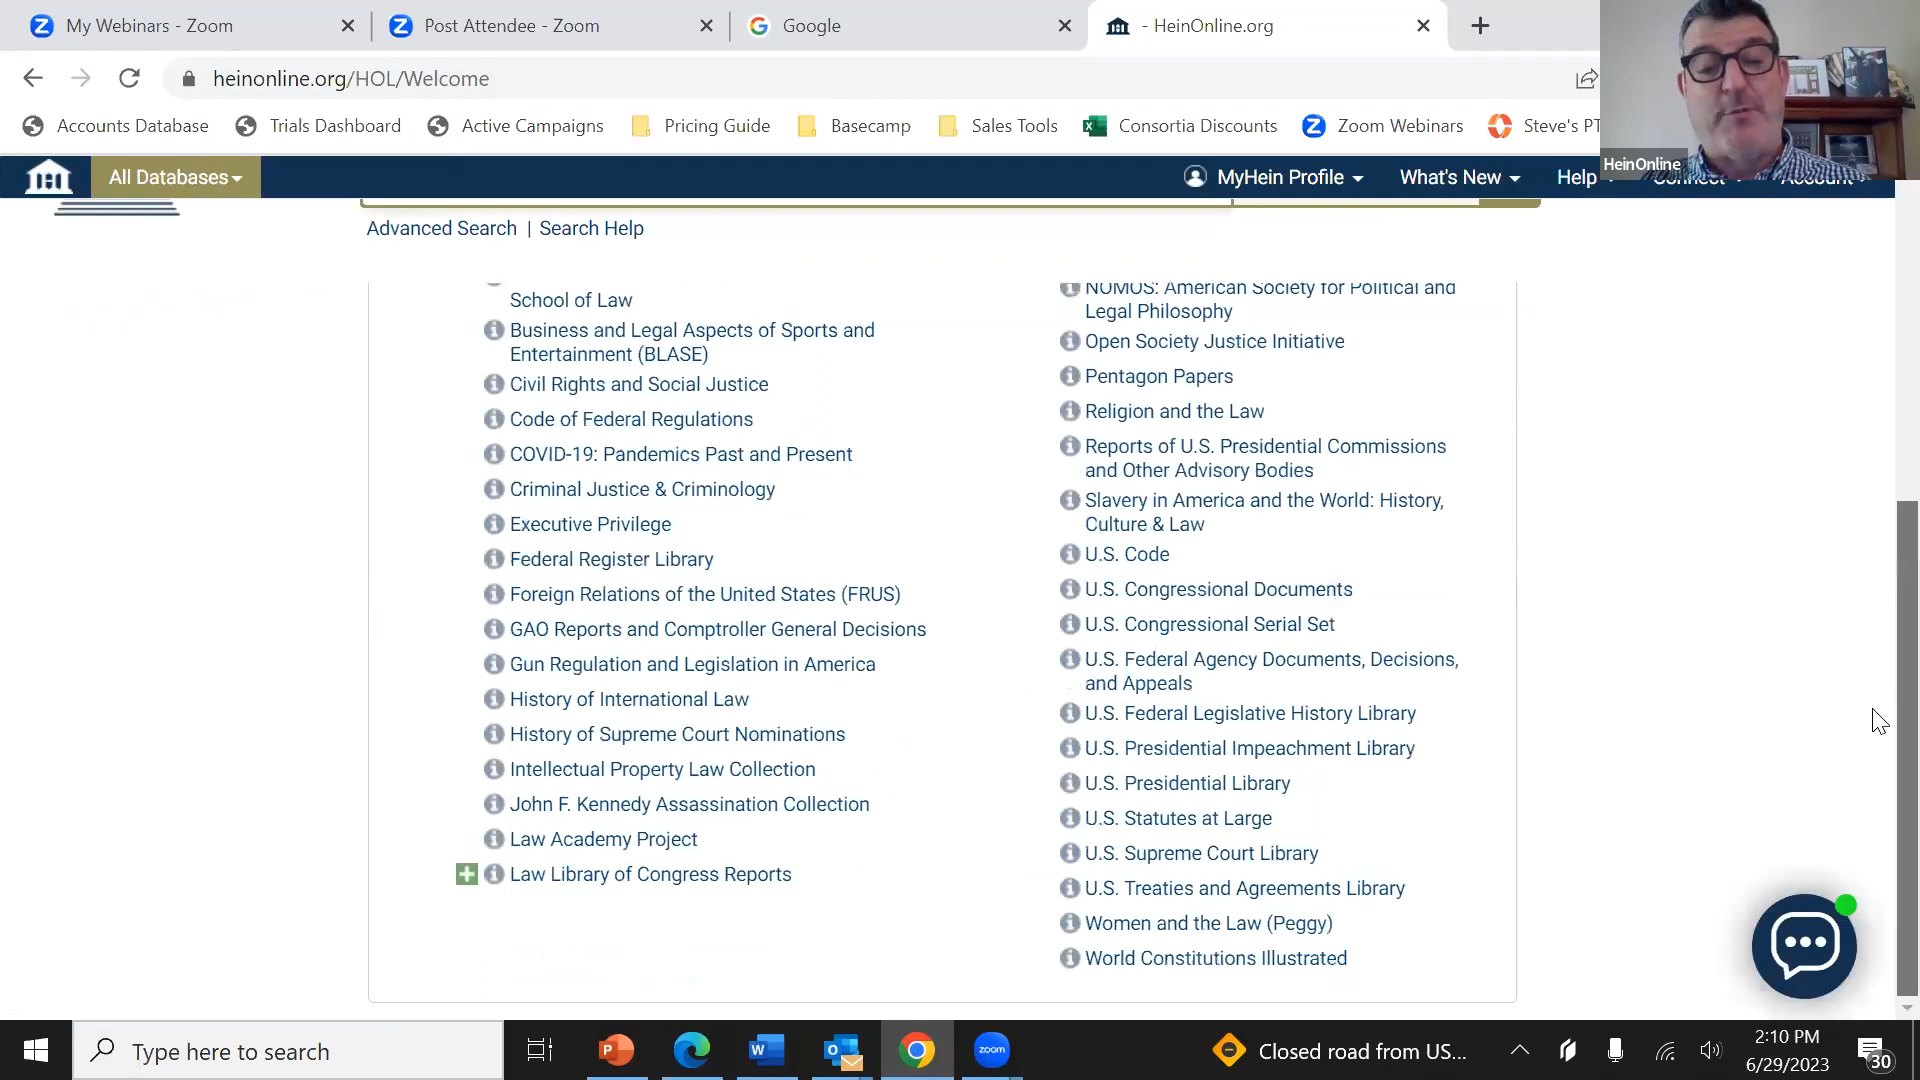 My Webinars - Zoom
Post Attendee - Zoom
Google
- HeinOnline.org
heinonline.org/HOL/Welcome
Accounts Database
Trials Dashboard
Active Campaigns
Pricing Guide
Basecamp
Sales Tools
Consortia Discounts
Zoom Webinars
Steve's PT
HeinOnline
All Databases
MyHein Profile
What's New
Help
Connect
Account
Advanced Search | Search Help
School of Law
Business and Legal Aspects of Sports and
Entertainment (BLASE)
Civil Rights and Social Justice
Code of Federal Regulations
COVID-19: Pandemics Past and Present
Criminal Justice & Criminology
Executive Privilege
Federal Register Library
Foreign Relations of the United States (FRUS)
GAO Reports and Comptroller General Decisions
Gun Regulation and Legislation in America
History of International Law
History of Supreme Court Nominations
Intellectual Property Law Collection
John F. Kennedy Assassination Collection
Law Academy Project
Law Library of Congress Reports
NOMOS: American Society for Political and
Legal Philosophy
Open Society Justice Initiative
Pentagon Papers
Religion and the Law
Reports of U.S. Presidential Commissions
and Other Advisory Bodies
Slavery in America and the World: History,
Culture & Law
U.S. Code
U.S. Congressional Documents
U.S. Congressional Serial Set
U.S. Federal Agency Documents, Decisions,
and Appeals
U.S. Federal Legislative History Library
U.S. Presidential Impeachment Library
U.S. Presidential Library
U.S. Statutes at Large
U.S. Supreme Court Library
U.S. Treaties and Agreements Library
Women and the Law (Peggy)
World Constitutions Illustrated
Type here to search
zoom
Closed road from US...
2:10 PM
6/29/2023
30